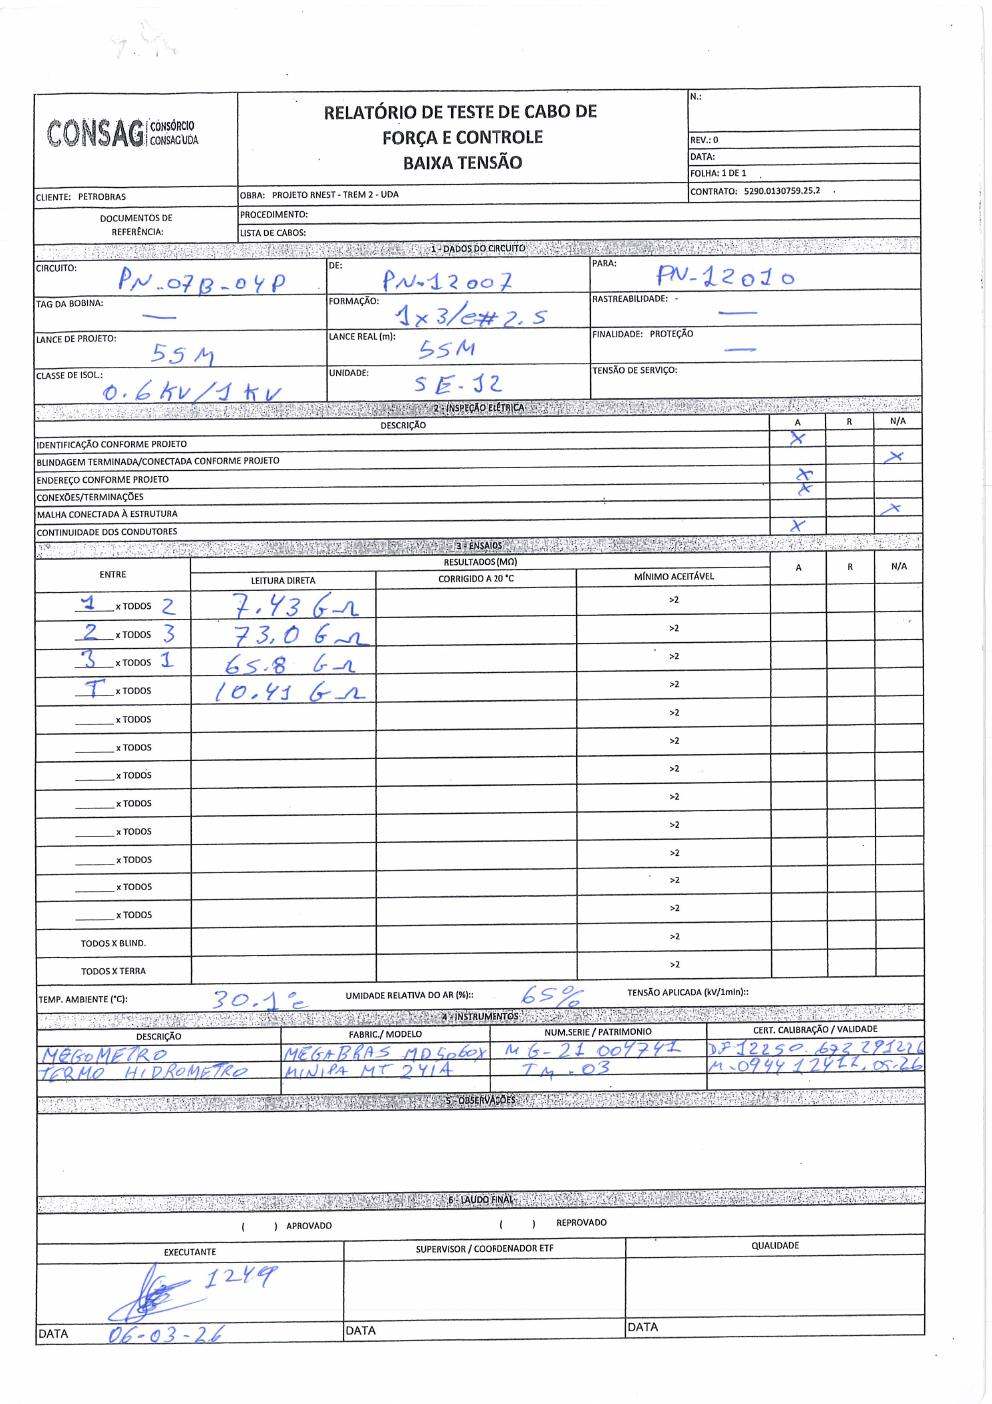 CONSAG CONSÓRCIO CONSAG'UDA
RELATÓRIO DE TESTE DE CABO DE
FORÇA E CONTROLE
BAIXA TENSÃO
N.:
REV.: 0
DATA:
FOLHA: 1 DE 1
CLIENTE: PETROBRAS
OBRA: PROJETO RNEST - TREM 2 - UDA
CONTRATO: 5290.0130759.25.2
DOCUMENTOS DE REFERÊNCIA:
PROCEDIMENTO:
LISTA DE CABOS:
1 - DADOS DO CIRCUITO
CIRCUITO: PN-07B-04P
DE: PN-12007
PARA: PN-12010
TAG DA BOBINA: —
FORMAÇÃO: 1x3/c#2.5
RASTREABILIDADE: - —
LANCE DE PROJETO: 55M
LANCE REAL (m): 55M
FINALIDADE: PROTEÇÃO —
CLASSE DE ISOL.: 0.6KV/1KV
UNIDADE: SE-12
TENSÃO DE SERVIÇO:
2 - INSPEÇÃO ELÉTRICA
DESCRIÇÃO A R N/A
IDENTIFICAÇÃO CONFORME PROJETO X
BLINDAGEM TERMINADA/CONECTADA CONFORME PROJETO X
ENDEREÇO CONFORME PROJETO X
CONEXÕES/TERMINAÇÕES X
MALHA CONECTADA À ESTRUTURA X
CONTINUIDADE DOS CONDUTORES X
3 - ENSAIOS
ENTRE RESULTADOS (MΩ) A R N/A
LEITURA DIRETA CORRIGIDO A 20 °C MÍNIMO ACEITÁVEL
1 x TODOS 2 7.43 GΩ >2
2 x TODOS 3 73.0 GΩ >2
3 x TODOS 1 65.8 GΩ >2
T x TODOS 10.41 GΩ >2
x TODOS >2
x TODOS >2
x TODOS >2
x TODOS >2
x TODOS >2
x TODOS >2
x TODOS >2
x TODOS >2
TODOS X BLIND. >2
TODOS X TERRA >2
TEMP. AMBIENTE (°C): 30.1°c
UMIDADE RELATIVA DO AR (%):: 65%
TENSÃO APLICADA (kV/1min)::
4 - INSTRUMENTOS
DESCRIÇÃO FABRIC./ MODELO NUM.SERIE / PATRIMONIO CERT. CALIBRAÇÃO / VALIDADE
MEGOMETRO MEGABRAS MD5060X MG-21 004741 D.F12250.672 291226
TERMO HIDROMETRO MINIPA MT 241A TM-03 M-0944 12411.05-26
5 - OBSERVAÇÕES
6 - LAUDO FINAL
( ) APROVADO ( ) REPROVADO
EXECUTANTE
SUPERVISOR / COORDENADOR ETF
QUALIDADE
1249
DATA 06-03-26
DATA
DATA